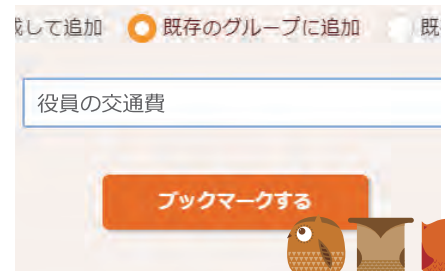 成して追加 既存のグループに追加 既
役員の交通費
ブックマークする